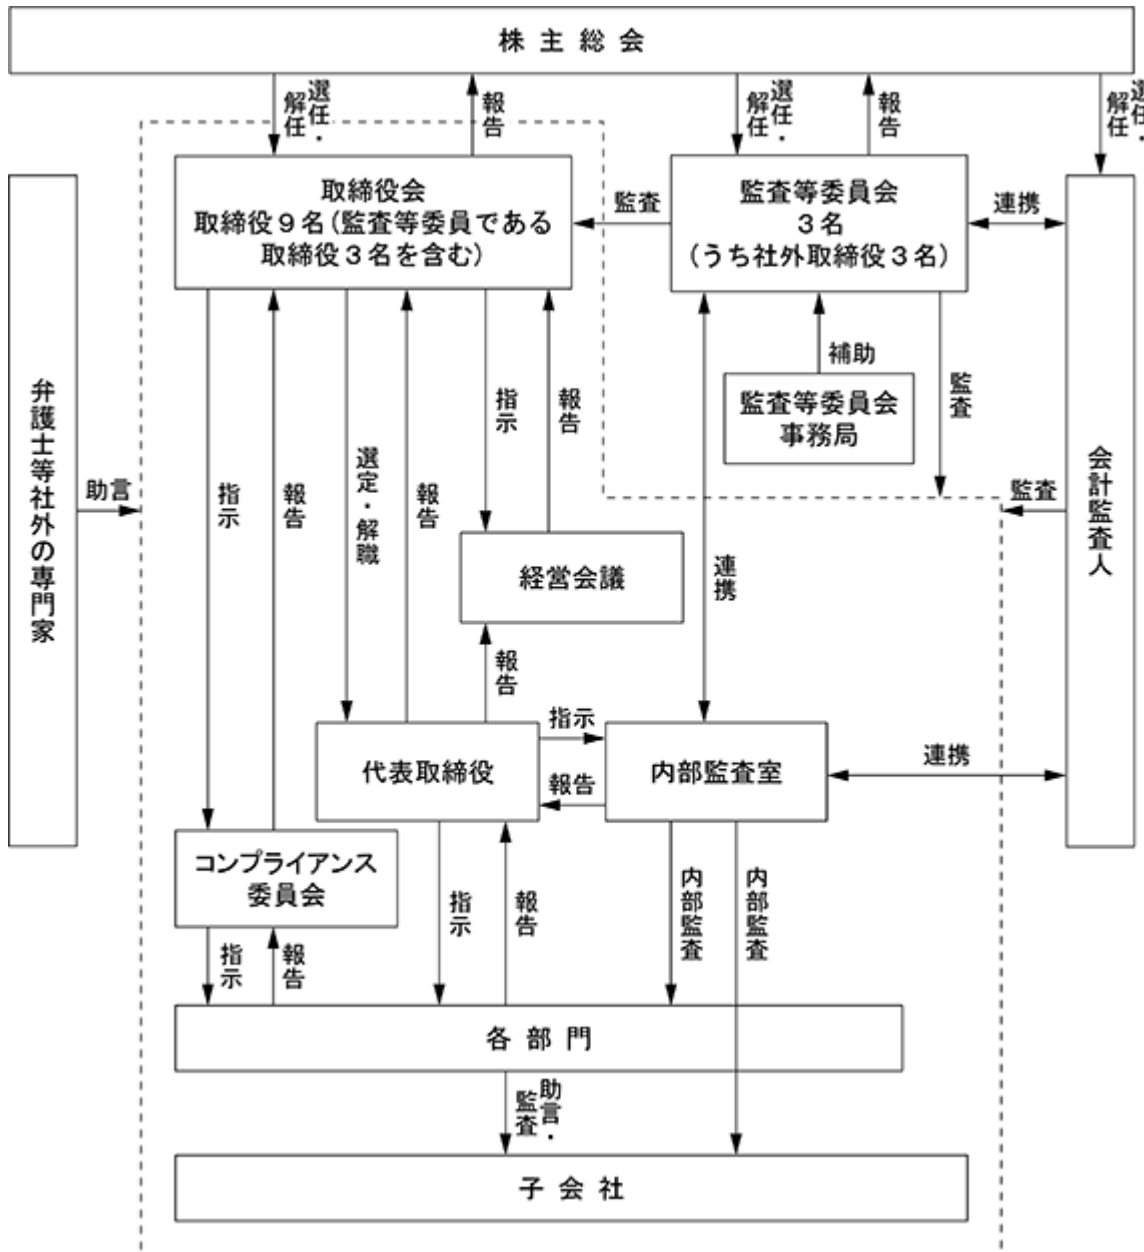 株主総会
選任・
解任
報告
選任・
解任
報告
選任・
解任
取締役会
取締役9名(監査等委員である
取締役3名を含む)
監査
監査等委員会
3名
(うち社外取締役3名)
連携
弁護士等社外の専門家
助言
会計監査人
監査
補助
監査等委員会
事務局
監査
指示
報告
選定・解職
報告
指示
報告
経営会議
連携
報告
代表取締役
指示
報告
内部監査室
連携
コンプライアンス
委員会
指示
報告
指示
報告
内部監査
内部監査
各部門
助言・
監査
子会社